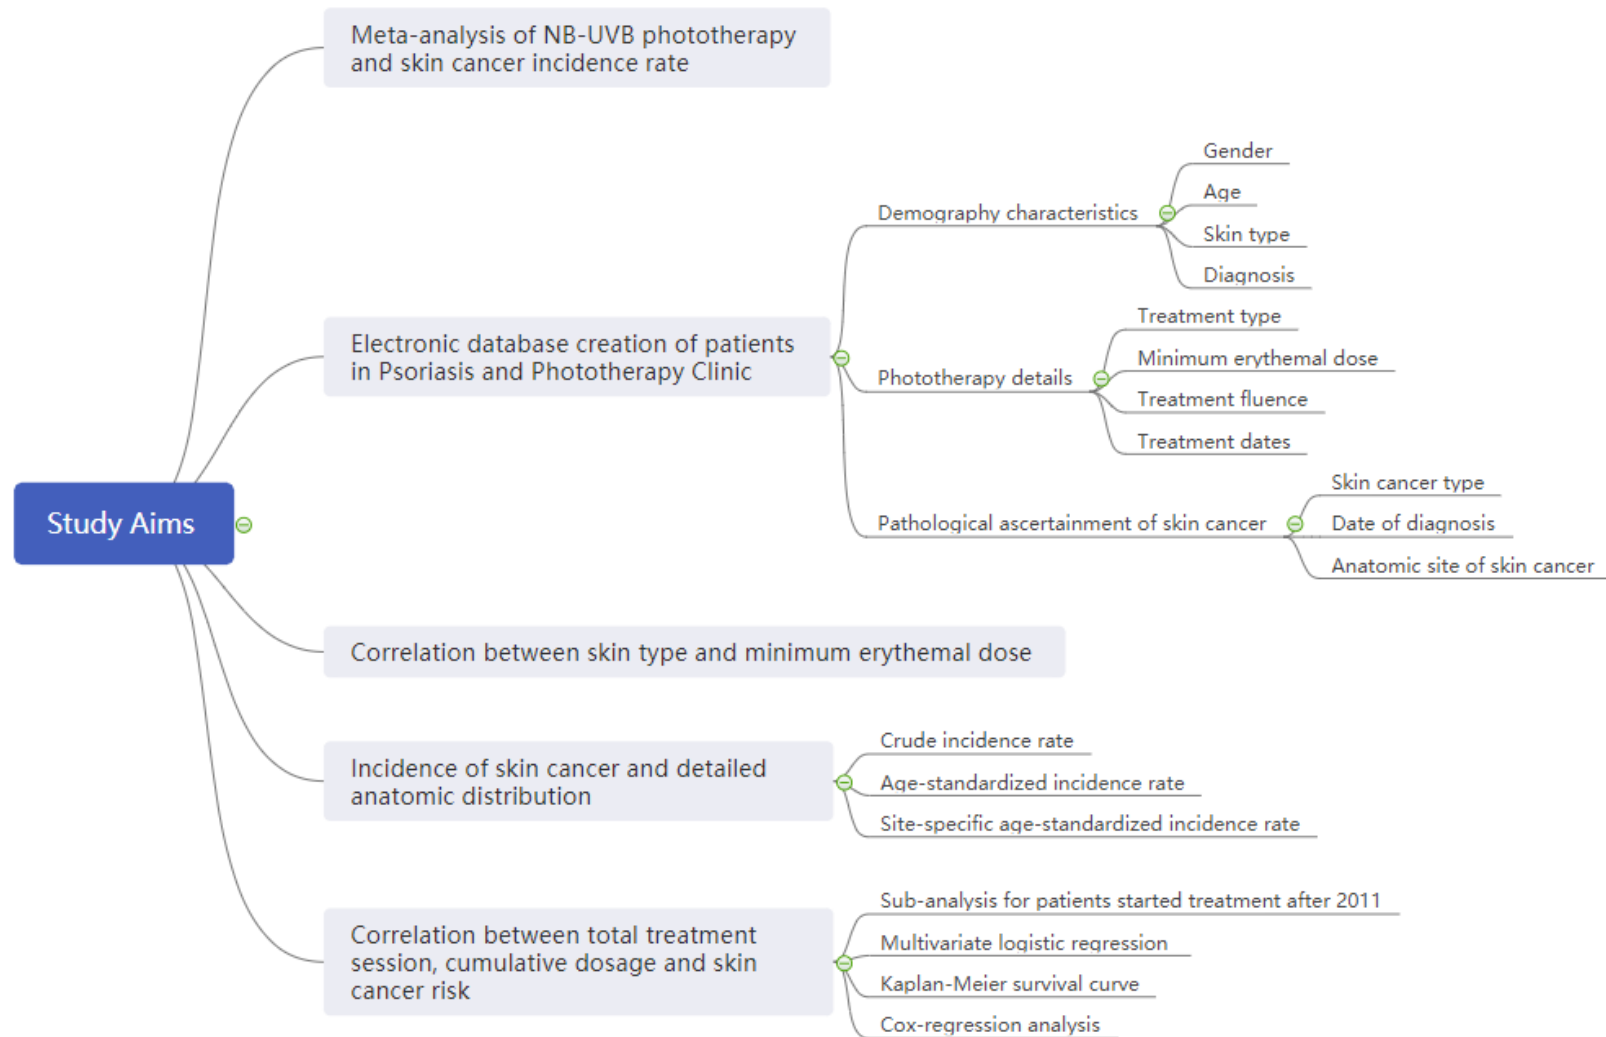 Meta-analysis of NB-UVB phototherapy
and skin cancer incidence rate
Gender
Age
Demography characteristics
Skin type
Diagnosis
Treatment type
Electronic database creation of patients
in Psoriasis and Phototherapy Clinic
Minimum erythemal dose
Phototherapy details
Treatment fluence
Treatment dates
Skin cancer type
Study Aims
Pathological ascertainment of skin cancer
Date of diagnosis
Anatomic site of skin cancer
Correlation between skin type and minimum erythemal dose
Crude incidence rate
Incidence of skin cancer and detailed
anatomic distribution
Age-standardized incidence rate
Site-specific age-standardized incidence rate
Sub-analysis for patients started treatment after 2011
Correlation between total treatment
session, cumulative dosage and skin
cancer risk
Multivariate logistic regression
Kaplan-Meier survival curve
Cox-regression analysis